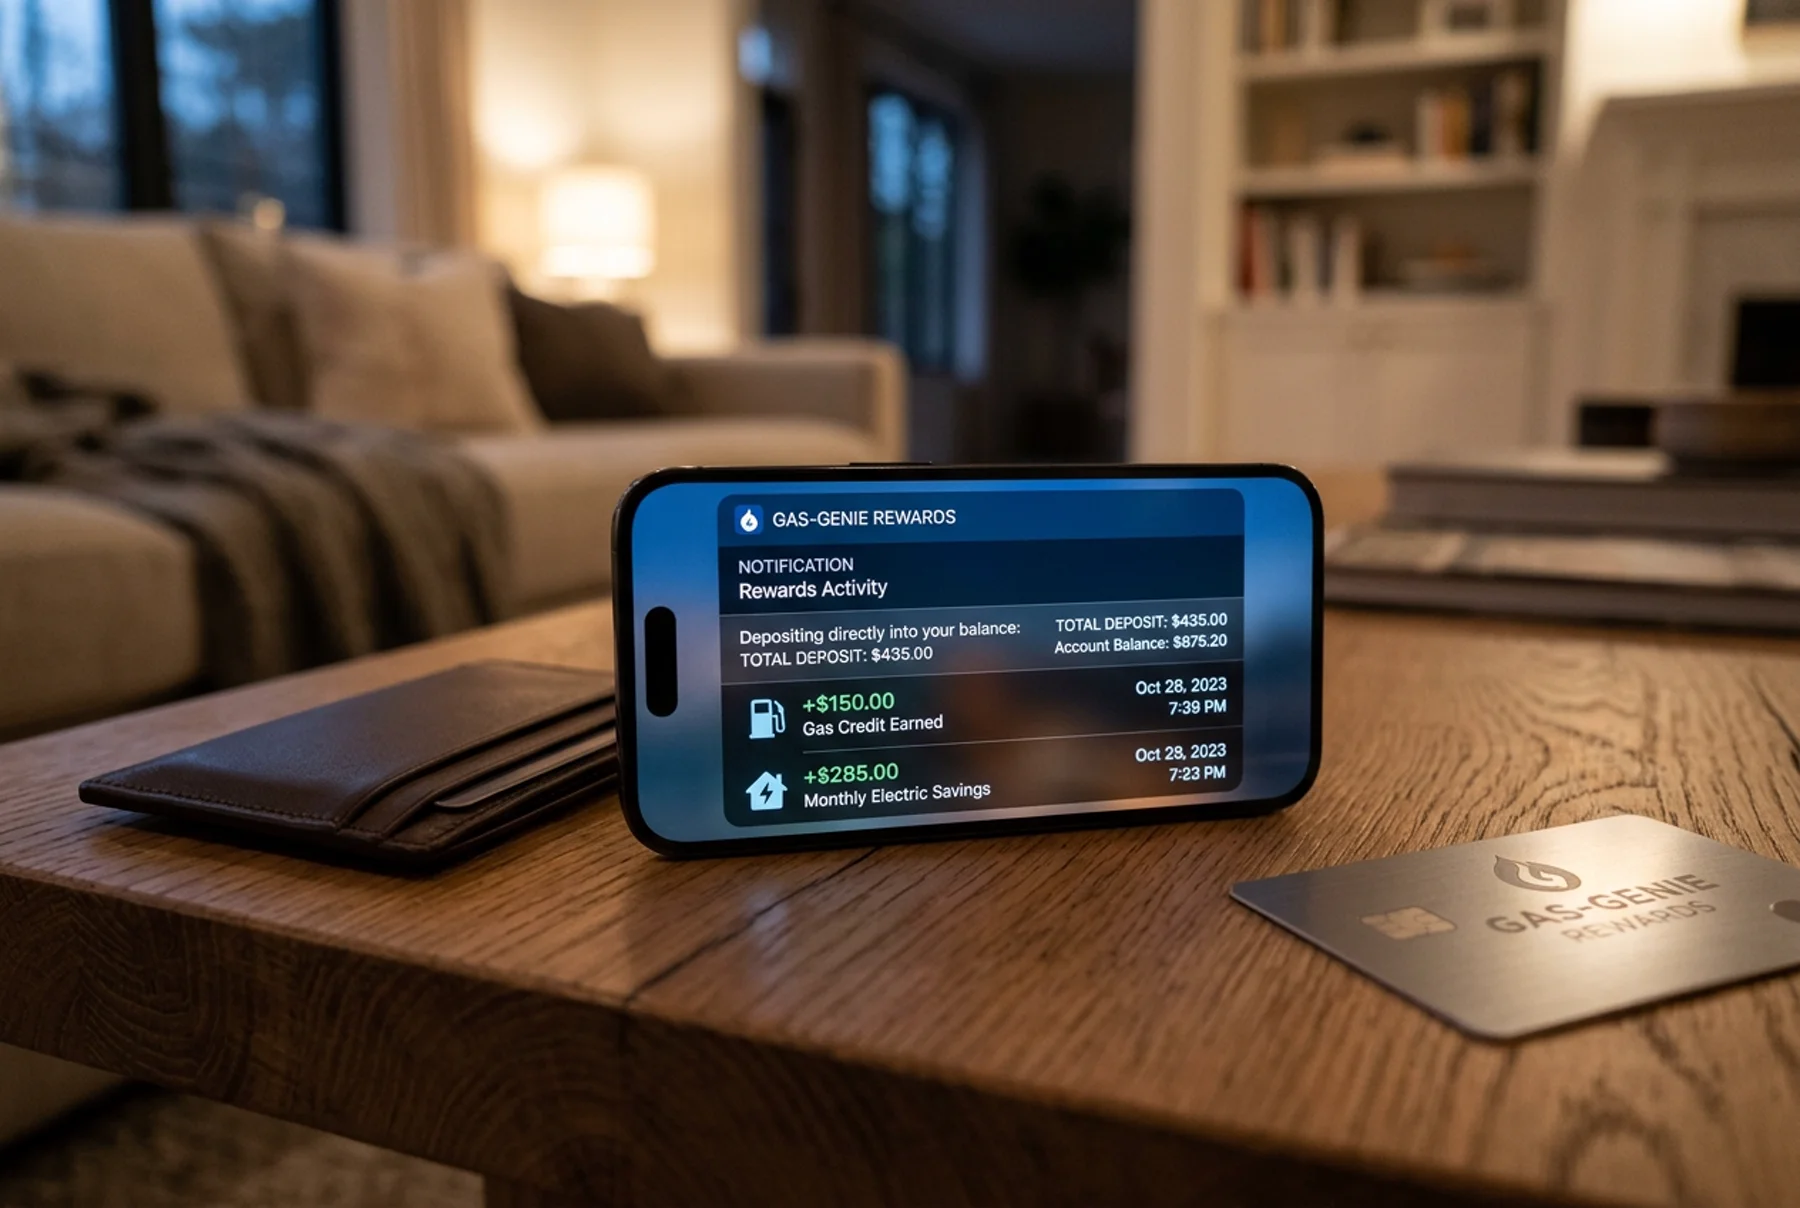 GAS-GENIE REWARDS
NOTIFICATION
Rewards Activity
Depositing directly into your balance:
TOTAL DEPOSIT: $435.00
TOTAL DEPOSIT: $435.00
Account Balance: $875.20
+$150.00
Gas Credit Earned
Oct 28, 2023
7:39 PM
+$285.00
Monthly Electric Savings
Oct 28, 2023
7:23 PM
GAS-GENIE
REWARDS